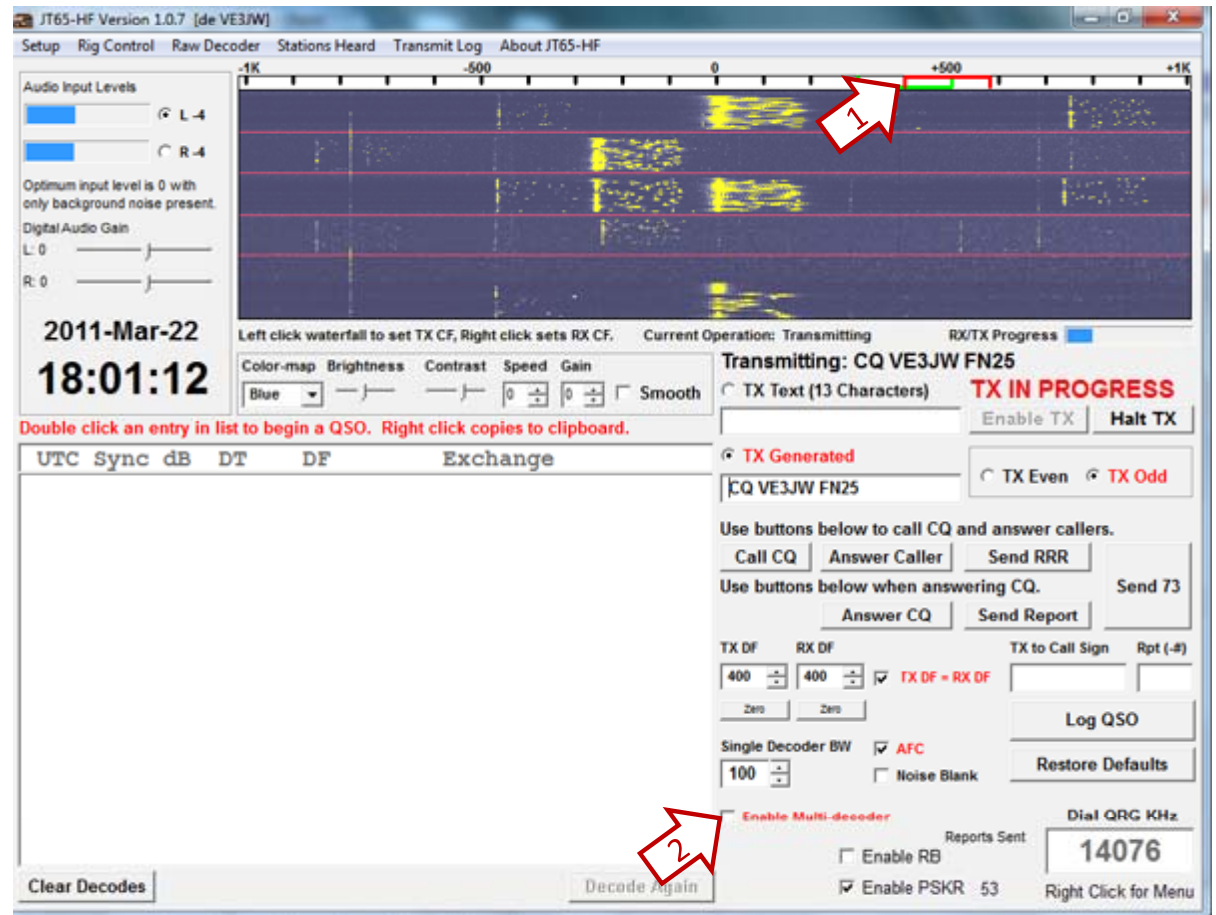 JT65-HF Version 1.0.7 [de VE3JW]
Setup Rig Control Raw Decoder Stations Heard Transmit Log About JT65-HF
-1K -500 0 +500 +1K
Audio Input Levels
L -4
R -4
Optimum input level is 0 with
only background noise present.
Digital Audio Gain
L: 0
R: 0
1
2011-Mar-22
18:01:12
Left click waterfall to set TX CF, Right click sets RX CF. Current Operation: Transmitting RX/TX Progress
Color-map Brightness Contrast Speed Gain
Blue 0 0 Smooth
Double click an entry in list to begin a QSO. Right click copies to clipboard.
UTC Sync dB DT DF Exchange
Transmitting: CQ VE3JW FN25
TX Text (13 Characters) TX IN PROGRESS
Enable TX Halt TX
TX Generated
TX Even TX Odd
CQ VE3JW FN25
Use buttons below to call CQ and answer callers.
Call CQ Answer Caller Send RRR
Use buttons below when answering CQ. Send 73
Answer CQ Send Report
TX DF RX DF TX to Call Sign Rpt (-#)
400 400 TX DF = RX DF
Zero Zero
Log QSO
Single Decoder BW AFC
100 Noise Blank Restore Defaults
Enable Multi-decoder Dial QRG KHz
2
Reports Sent
Enable RB 14076
Clear Decodes Decode Again Enable PSKR 53 Right Click for Menu